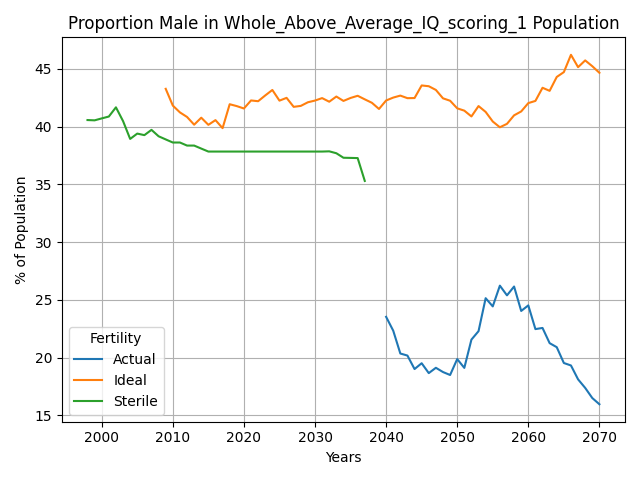 Proportion Male in Whole_Above_Average_IQ_scoring_1 Population
% of Population
45
40
35
30
25
20
15
Fertility
Actual
Ideal
Sterile
2000 2010 2020 2030 2040 2050 2060 2070
Years